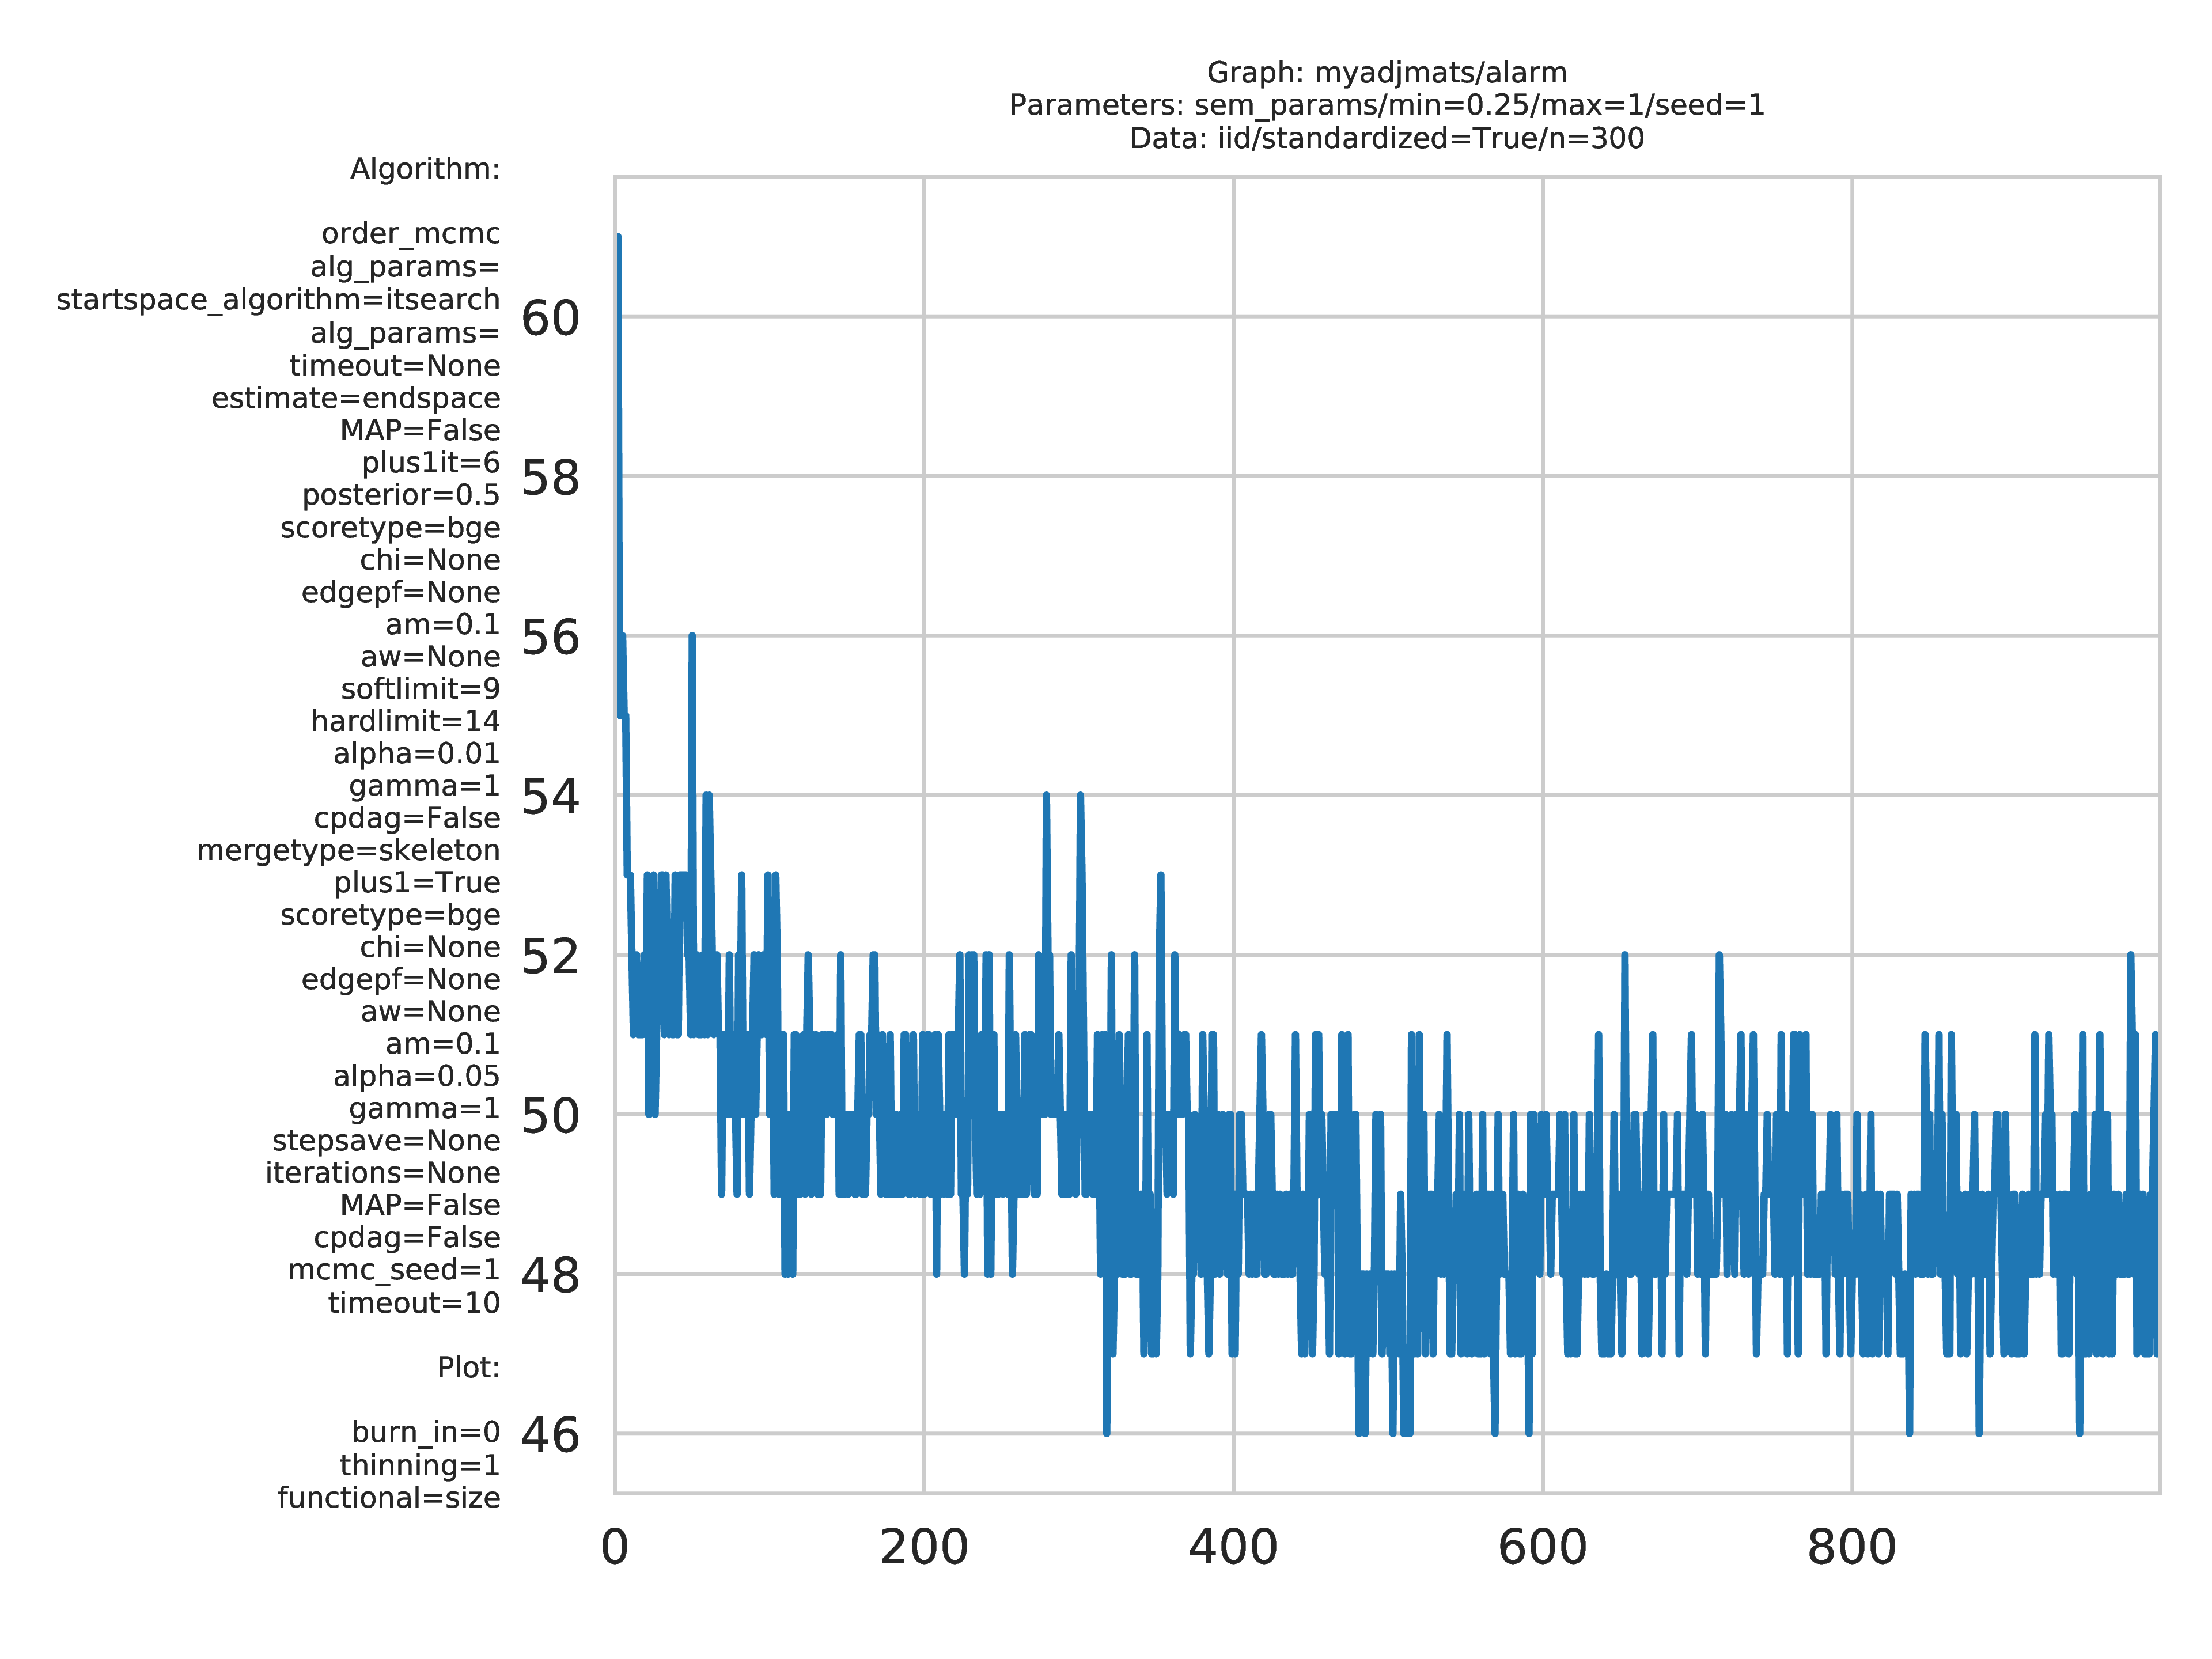 Graph: myadjmats/alarm
Parameters: sem_params/min=0.25/max=1/seed=1
Data: iid/standardized=True/n=300
Algorithm:
order_mcmc
alg_params=
startspace_algorithm=itsearch
alg_params=
timeout=None
estimate=endspace
MAP=False
plus1it=6
posterior=0.5
scoretype=bge
chi=None
edgepf=None
am=0.1
aw=None
softlimit=9
hardlimit=14
alpha=0.01
gamma=1
cpdag=False
mergetype=skeleton
plus1=True
scoretype=bge
chi=None
edgepf=None
aw=None
am=0.1
alpha=0.05
gamma=1
stepsave=None
iterations=None
MAP=False
cpdag=False
mcmc_seed=1
timeout=10
Plot:
burn_in=0
thinning=1
functional=size
60
58
56
54
52
50
48
46
0 200 400 600 800